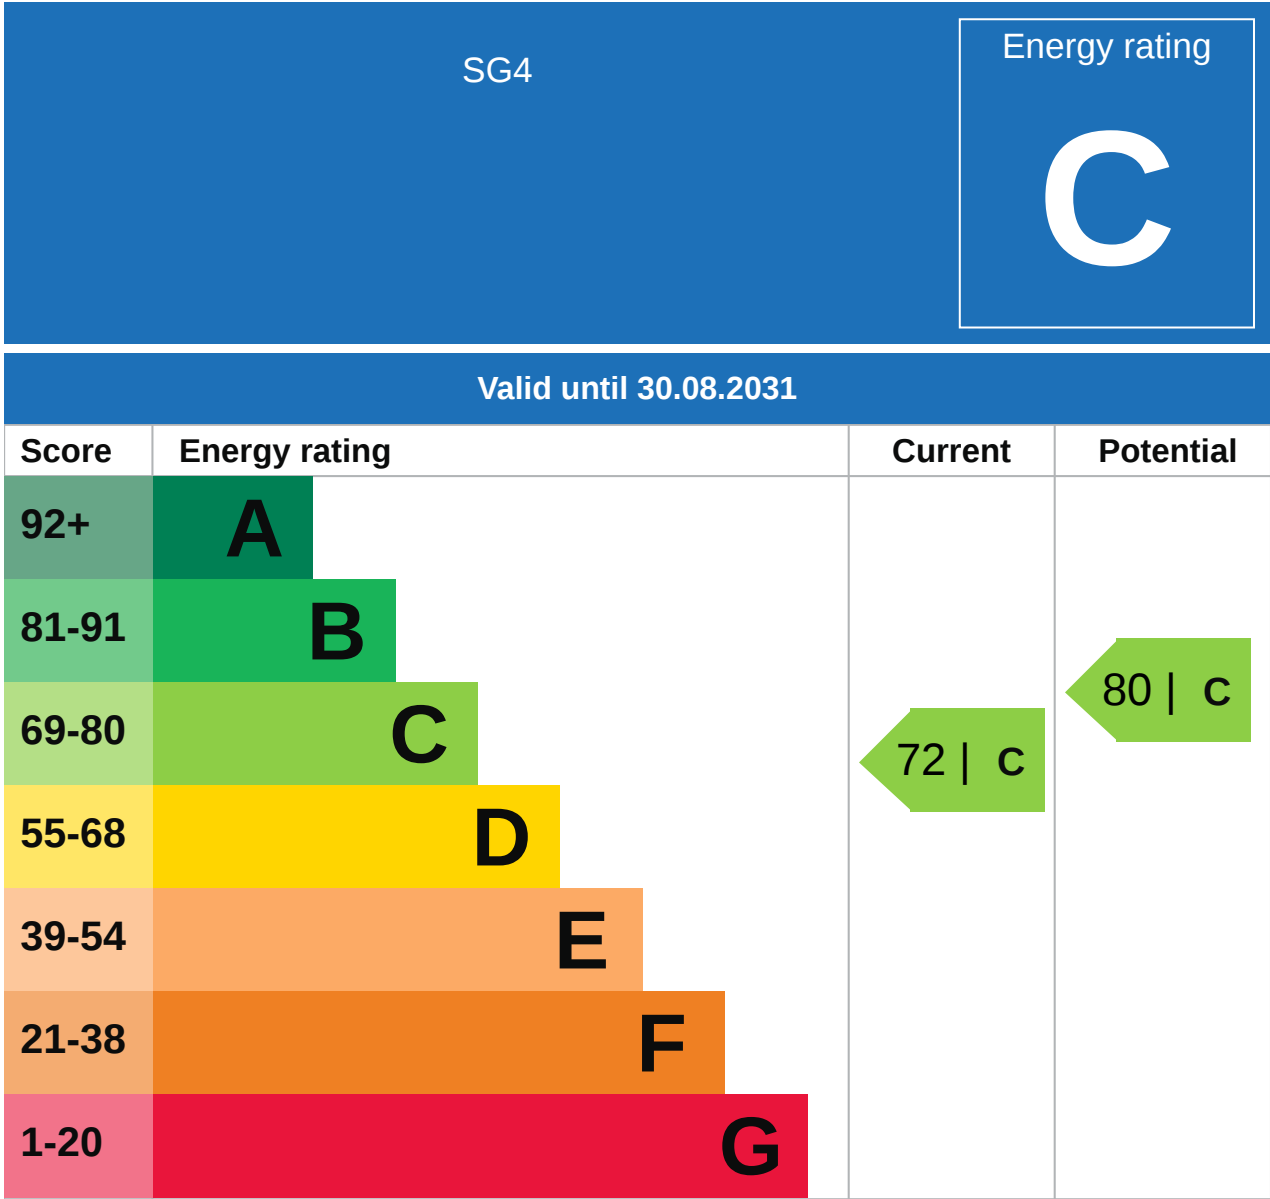 SG4
Energy rating
C
Valid until 30.08.2031
Score Energy rating Current Potential
92+ A
81-91 B
80 | C
69-80 C
72 | C
55-68 D
39-54 E
21-38 F
1-20 G